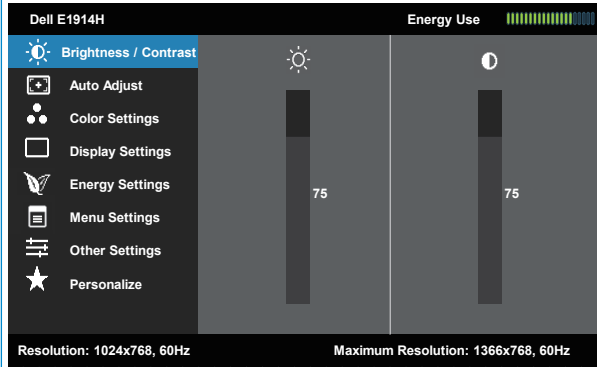 Dell E1914H Energy Use
Brightness / Contrast
Auto Adjust
Color Settings
Display Settings
Energy Settings
Menu Settings
Other Settings
Personalize
75 75
Resolution: 1024x768, 60Hz Maximum Resolution: 1366x768, 60Hz